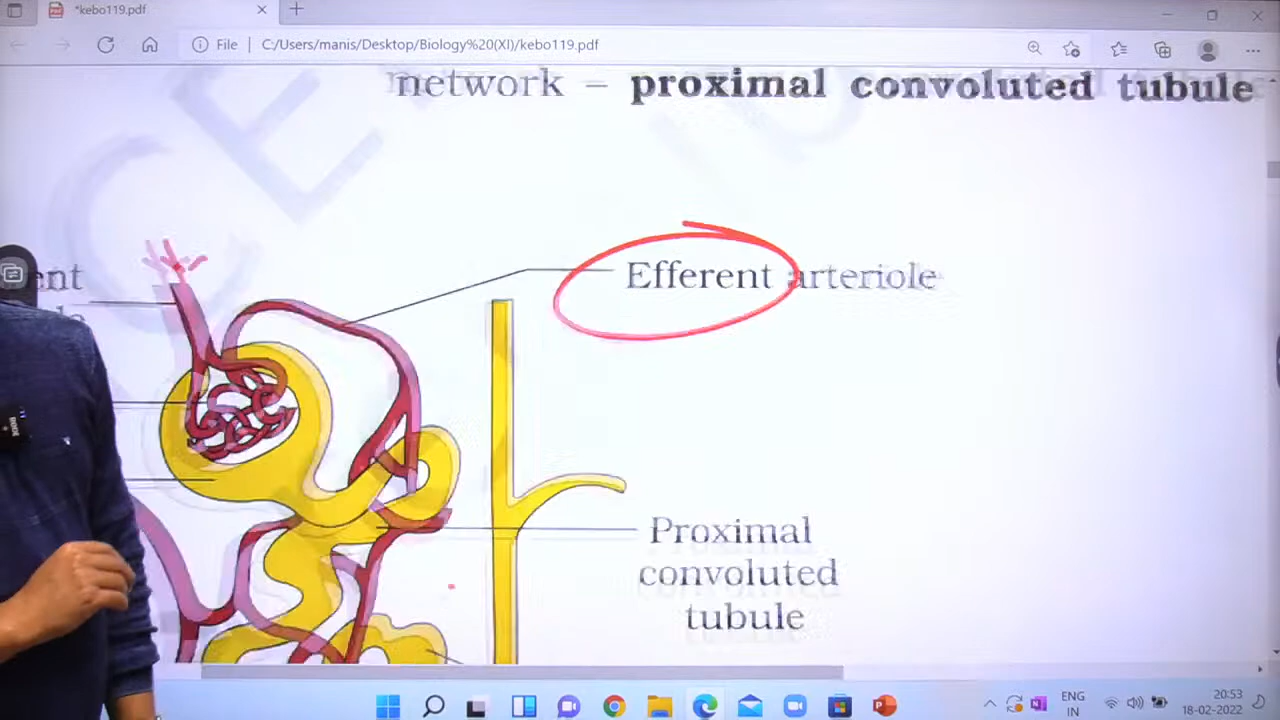 *kebo119.pdf
File | C:/Users/manis/Desktop/Biology%20(XI)/kebo119.pdf
network – proximal convoluted tubule
Efferent arteriole
Proximal
convoluted
tubule
ENG
IN
20:53
18-02-2022